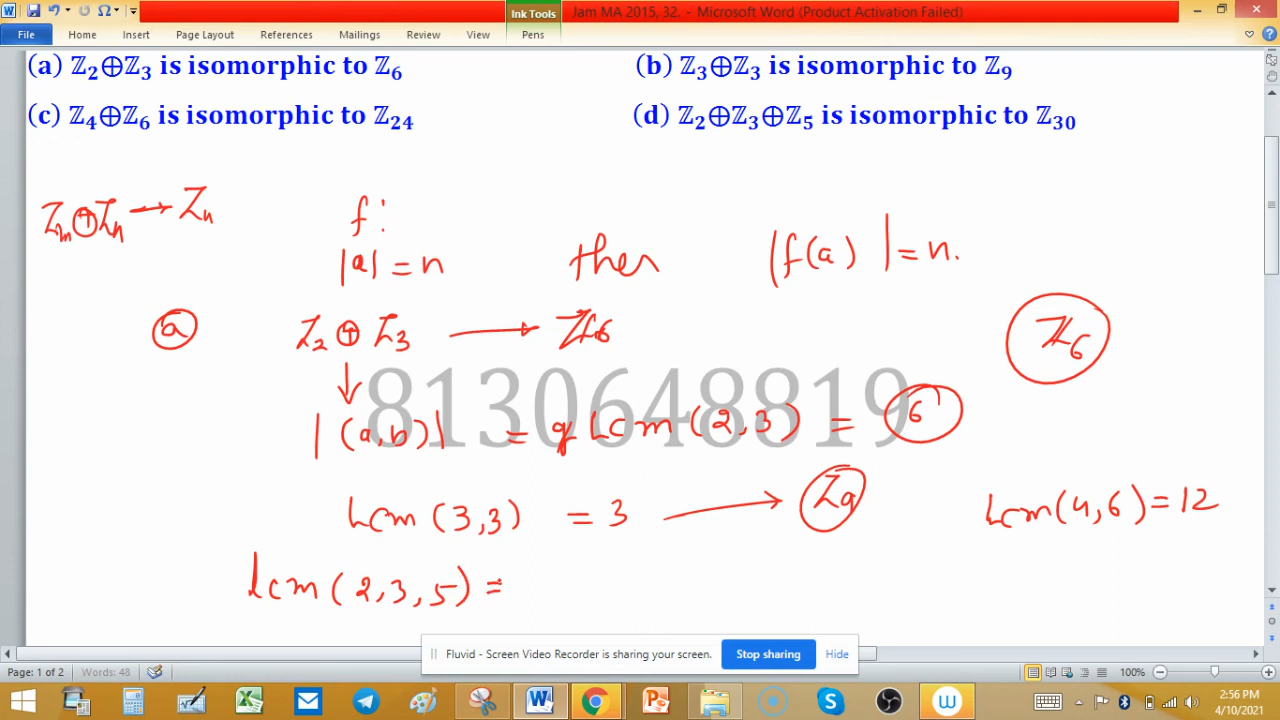 Jam MA 2015, 32. - Microsoft Word (Product Activation Failed)
Ink Tools
File Home Insert Page Layout References Mailings Review View Pens
(a) ℤ₂⊕ℤ₃ is isomorphic to ℤ₆ (b) ℤ₃⊕ℤ₃ is isomorphic to ℤ₉
(c) ℤ₄⊕ℤ₆ is isomorphic to ℤ₂₄ (d) ℤ₂⊕ℤ₃⊕ℤ₅ is isomorphic to ℤ₃₀
ℤm⊕ℤn → ℤn f:
|a| = n then |f(a)| = n.
a ℤ₂ ⊕ ℤ₃ → ℤ₆ ℤ₆
8130648819
|(a,b)| = lcm(2,3) = 6
lcm(3,3) = 3 → ℤ₉ lcm(4,6)=12
lcm(2,3,5) =
Fluvid - Screen Video Recorder is sharing your screen. Stop sharing Hide
Page: 1 of 2 Words: 48 100%
2:56 PM
4/10/2021